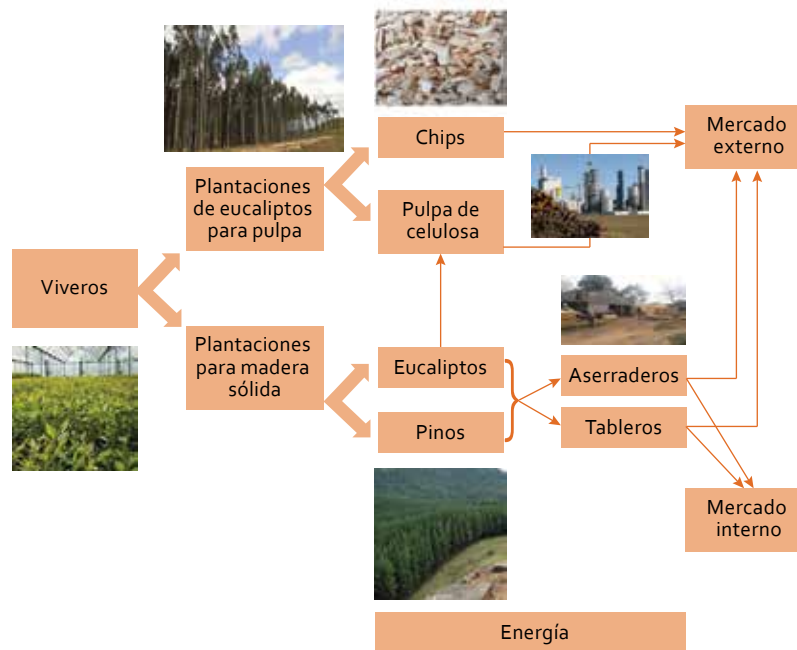 Viveros
Plantaciones
de eucaliptos
para pulpa
Plantaciones
para madera
sólida
Chips
Pulpa de
celulosa
Eucaliptos
Pinos
Aserraderos
Tableros
Mercado
externo
Mercado
interno
Energía